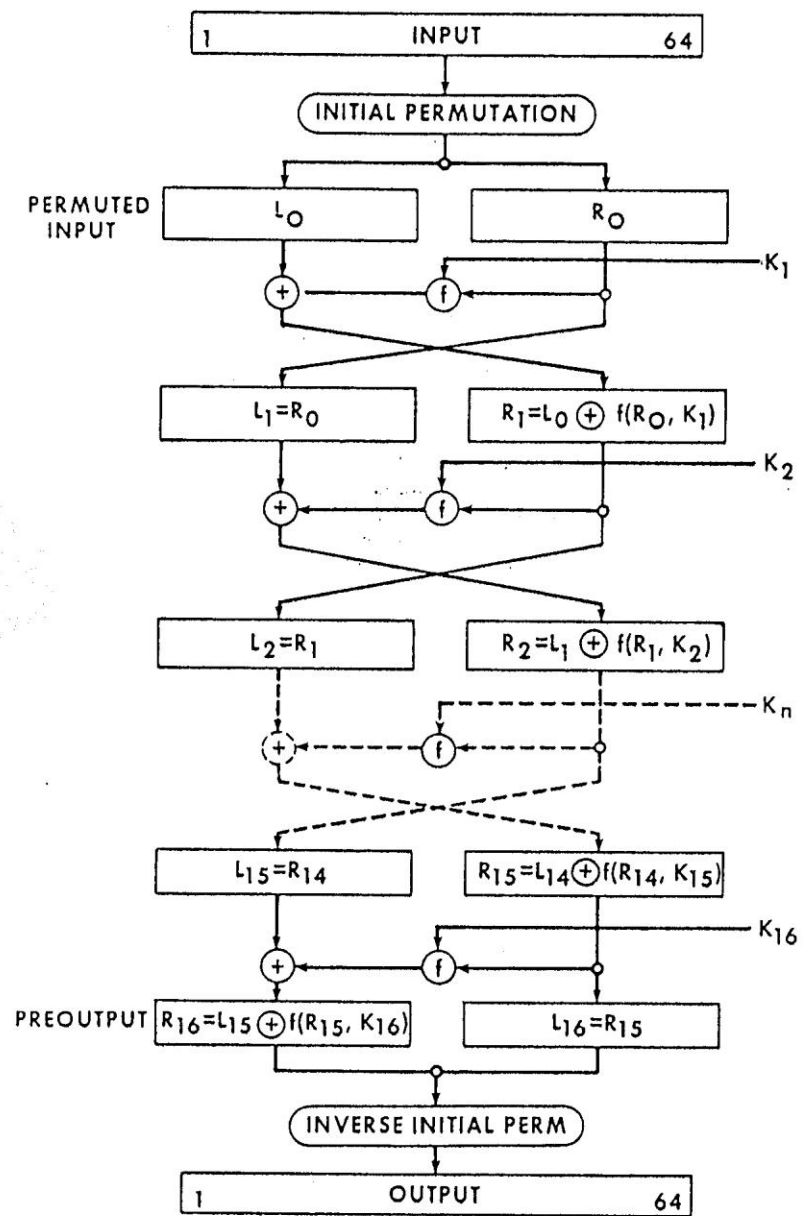 1 INPUT 64
INITIAL PERMUTATION
PERMUTED
INPUT
L₀ R₀
K₁
+ f
L₁=R₀ R₁=L₀ ⊕ f(R₀, K₁)
K₂
+ f
L₂=R₁ R₂=L₁ ⊕ f(R₁, K₂)
Kₙ
+ f
L₁₅=R₁₄ R₁₅=L₁₄ ⊕ f(R₁₄, K₁₅)
K₁₆
+ f
PREOUTPUT R₁₆=L₁₅ ⊕ f(R₁₅, K₁₆) L₁₆=R₁₅
INVERSE INITIAL PERM
1 OUTPUT 64